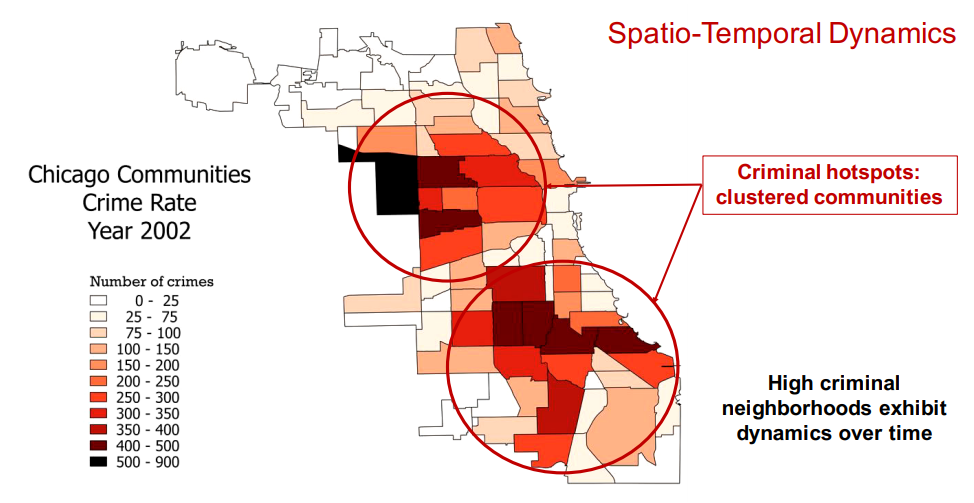 Spatio-Temporal Dynamics
Chicago Communities
Crime Rate
Year 2002
Criminal hotspots:
clustered communities
Number of crimes
0 - 25
25 - 75
75 - 100
100 - 150
150 - 200
200 - 250
250 - 300
300 - 350
350 - 400
400 - 500
500 - 900
High criminal
neighborhoods exhibit
dynamics over time